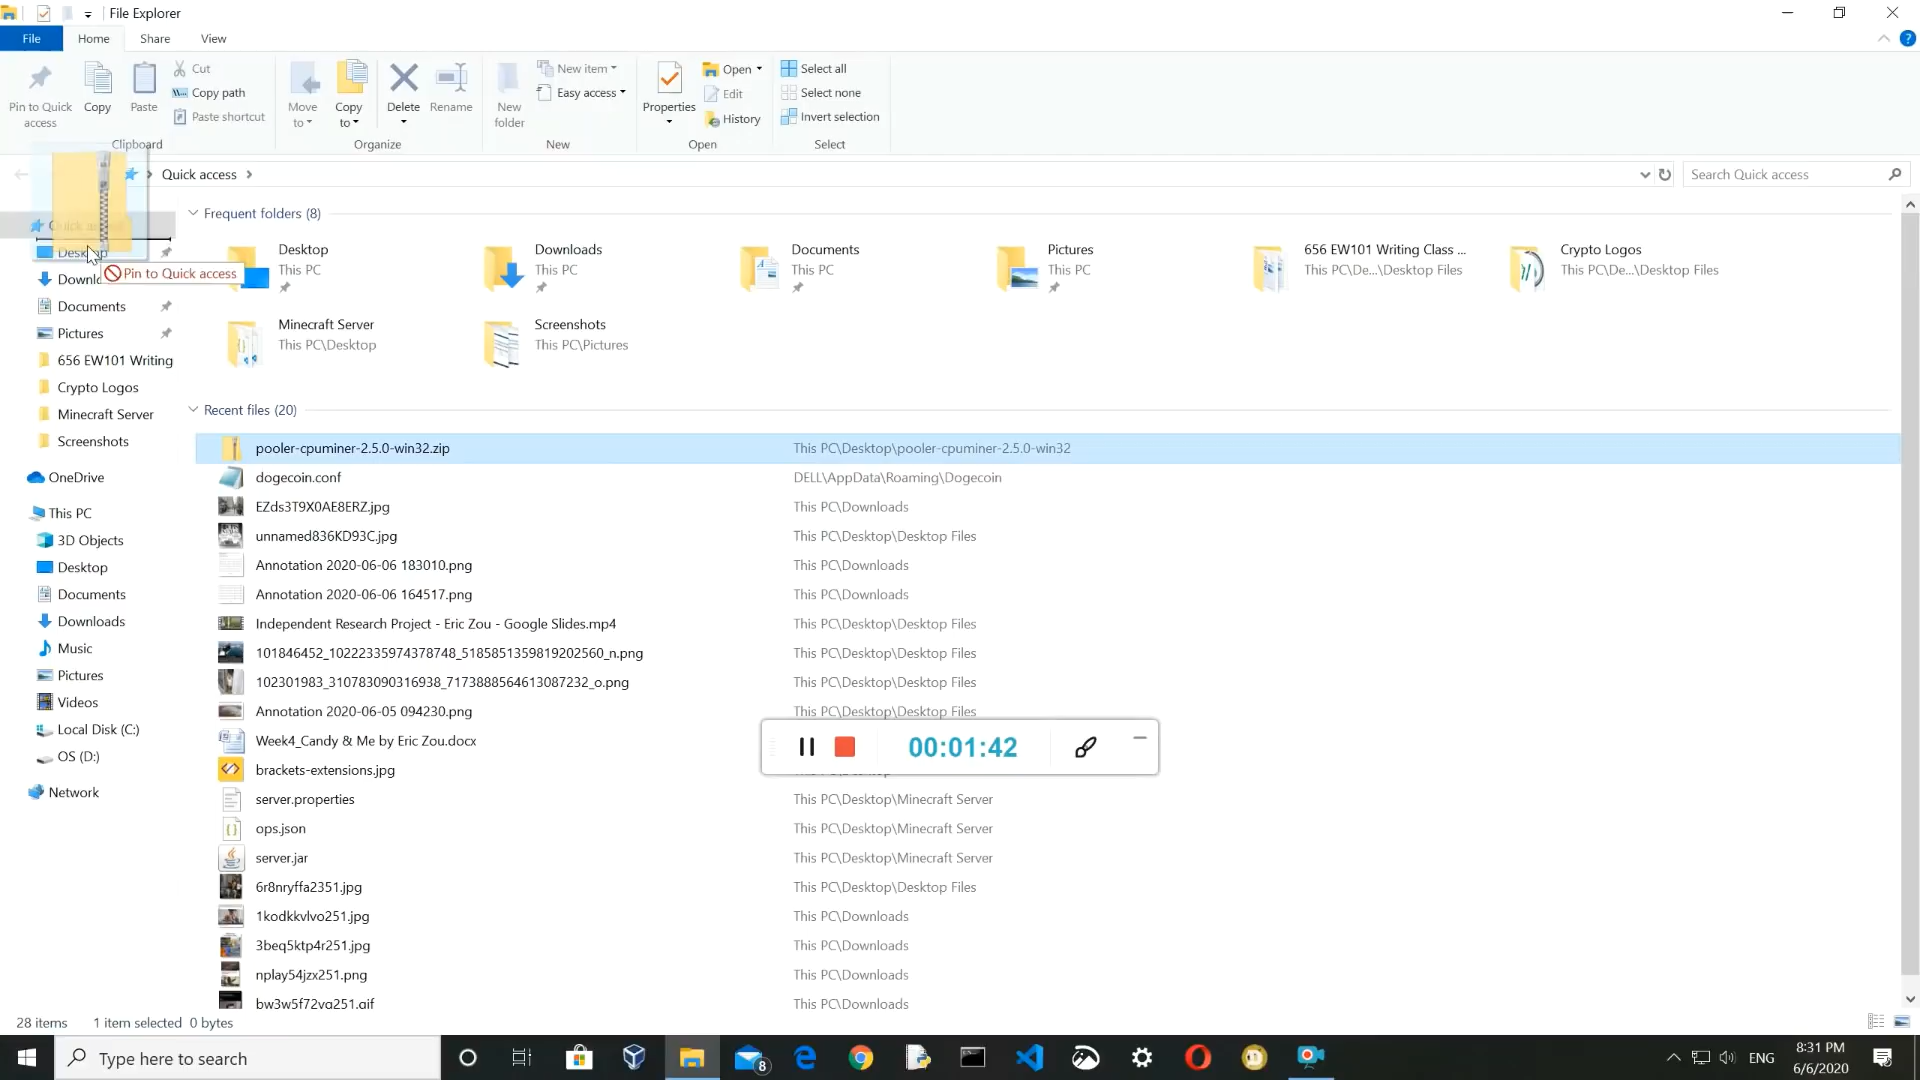 File Explorer
File Home Share View
Pin to Quick access
Copy
Paste
Cut
Copy path
Paste shortcut
Clipboard
Move to
Copy to
Delete
Rename
Organize
New folder
New item
Easy access
New
Properties
Open
Edit
History
Open
Select all
Select none
Invert selection
Select
Quick access
Search Quick access
Pin to Quick access
Documents
Pictures
656 EW101 Writing
Crypto Logos
Minecraft Server
Screenshots
OneDrive
This PC
3D Objects
Desktop
Documents
Downloads
Music
Pictures
Videos
Local Disk (C:)
OS (D:)
Network
Frequent folders (8)
Desktop
This PC
Downloads
This PC
Documents
This PC
Pictures
This PC
656 EW101 Writing Class ...
This PC\De...\Desktop Files
Crypto Logos
This PC\De...\Desktop Files
Minecraft Server
This PC\Desktop
Screenshots
This PC\Pictures
Recent files (20)
pooler-cpuminer-2.5.0-win32.zip This PC\Desktop\pooler-cpuminer-2.5.0-win32
dogecoin.conf DELL\AppData\Roaming\Dogecoin
EZds3T9X0AE8ERZ.jpg This PC\Downloads
unnamed836KD93C.jpg This PC\Desktop\Desktop Files
Annotation 2020-06-06 183010.png This PC\Downloads
Annotation 2020-06-06 164517.png This PC\Downloads
Independent Research Project - Eric Zou - Google Slides.mp4 This PC\Desktop\Desktop Files
101846452_10222335974378748_5185851359819202560_n.png This PC\Desktop\Desktop Files
102301983_310783090316938_7173888564613087232_o.png This PC\Desktop\Desktop Files
Annotation 2020-06-05 094230.png This PC\Desktop\Desktop Files
Week4_Candy & Me by Eric Zou.docx
brackets-extensions.jpg
server.properties This PC\Desktop\Minecraft Server
ops.json This PC\Desktop\Minecraft Server
server.jar This PC\Desktop\Minecraft Server
6r8nryffa2351.jpg This PC\Desktop\Desktop Files
1kodkkvlvo251.jpg This PC\Downloads
3beq5ktp4r251.jpg This PC\Downloads
nplay54jzx251.png This PC\Downloads
bw3w5f72vq251.gif This PC\Downloads
00:01:42
28 items 1 item selected 0 bytes
Type here to search
8
ENG
8:31 PM
6/6/2020